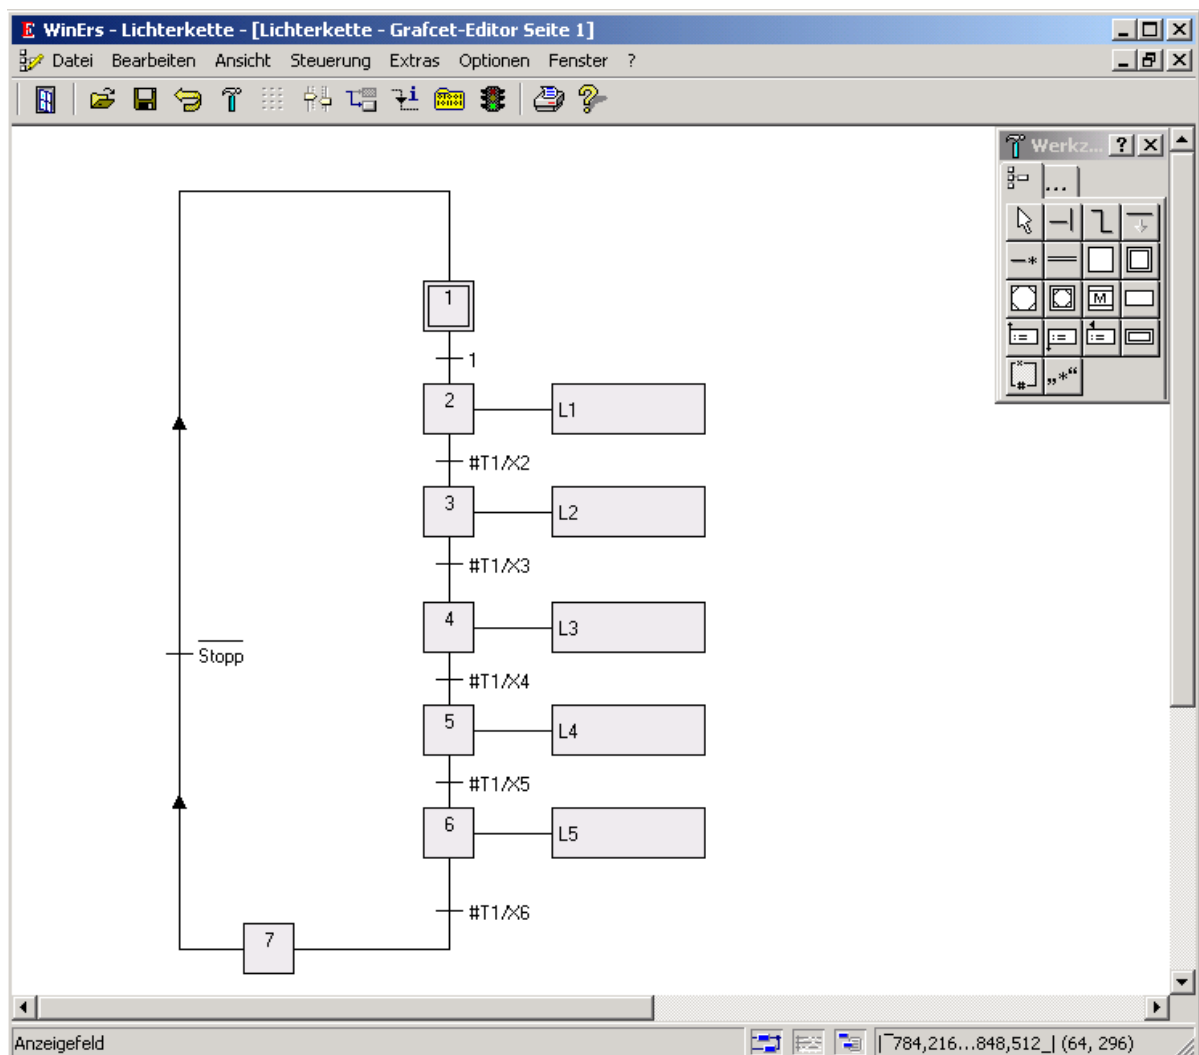 WinErs - Lichterkette - [Lichterkette - Grafcet-Editor Seite 1]
Datei Bearbeiten Ansicht Steuerung Extras Optionen Fenster ?
Werkz... ?
...
M
:= := :=
* # „*“
1
1
2 L1
#T1/X2
3 L2
#T1/X3
4 L3
Stopp
#T1/X4
5 L4
#T1/X5
6 L5
#T1/X6
7
Anzeigefeld |¯784,216...848,512_| (64, 296)